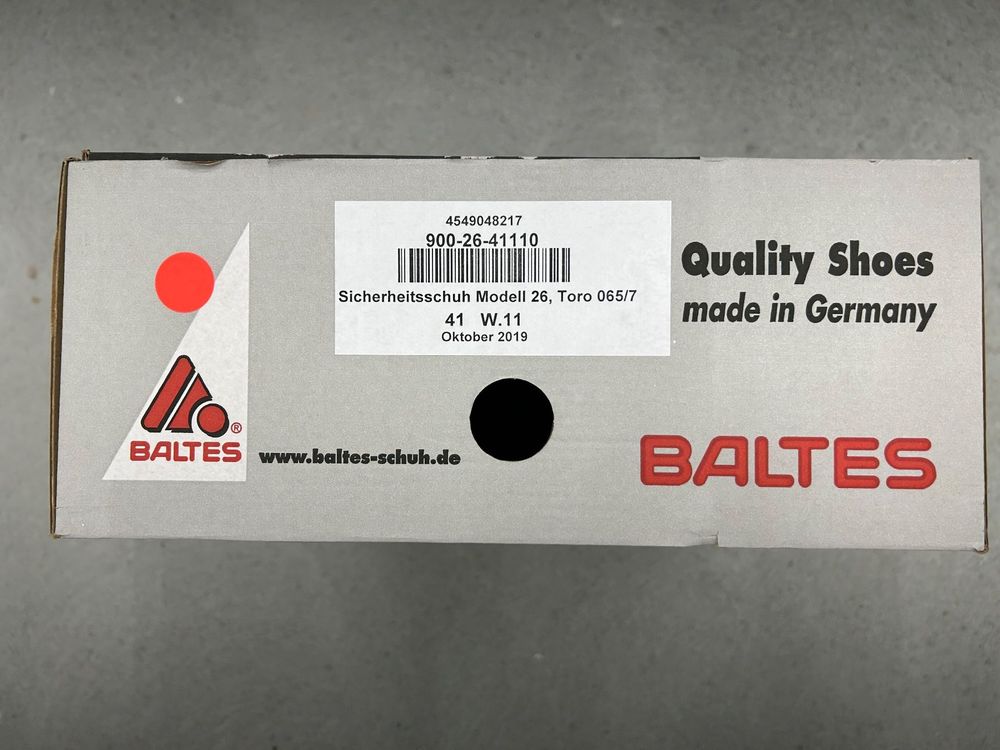 4549048217
900-26-41110
Sicherheitsschuh Modell 26, Toro 065/7
41 W.11
Oktober 2019
Quality Shoes
made in Germany
®
BALTES
www.baltes-schuh.de
BALTES